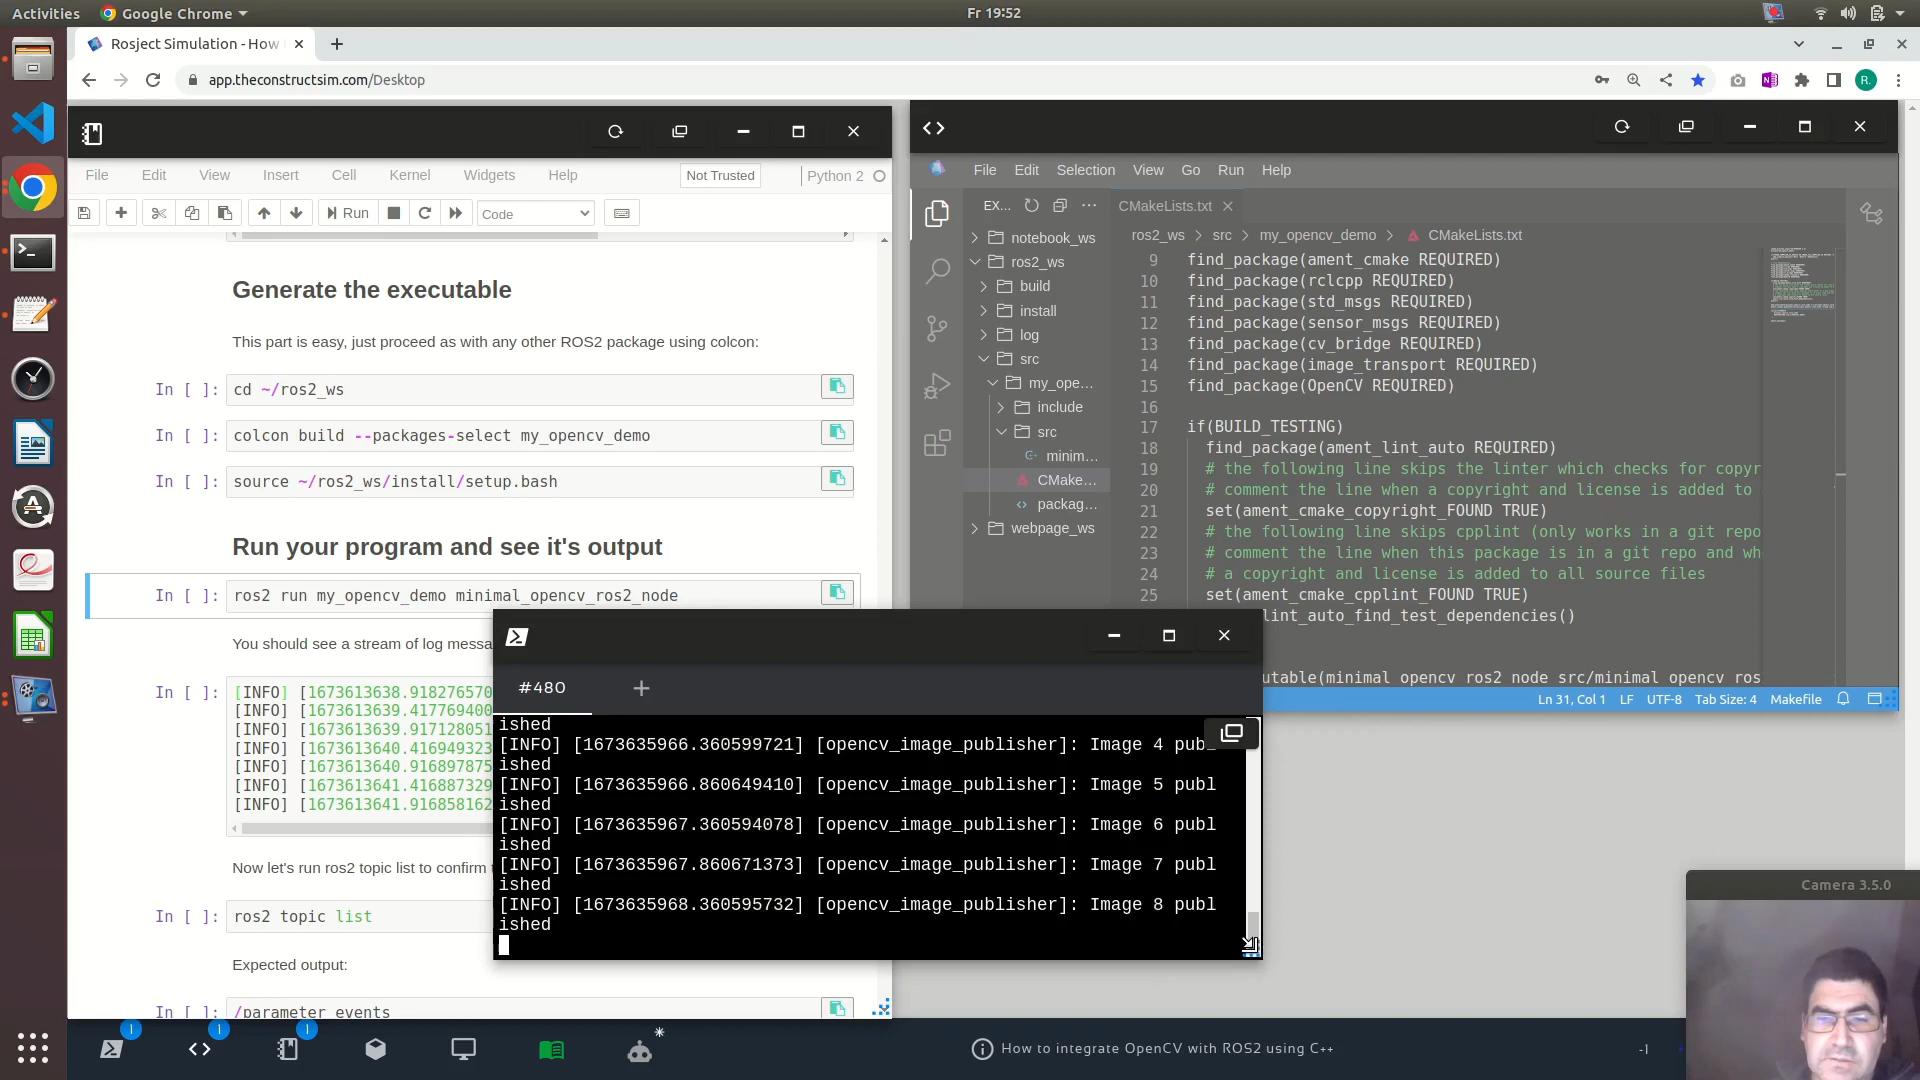 Activities
Google Chrome
Fr 19:52
Rosject Simulation - How
app.theconstructsim.com/Desktop
R.
File Edit View Insert Cell Kernel Widgets Help
Not Trusted
Python 2
Run
Code
Generate the executable
This part is easy, just proceed as with any other ROS2 package using colcon:
In [ ]: cd ~/ros2_ws
In [ ]: colcon build --packages-select my_opencv_demo
In [ ]: source ~/ros2_ws/install/setup.bash
Run your program and see it's output
In [ ]: ros2 run my_opencv_demo minimal_opencv_ros2_node
You should see a stream of log messa
In [ ]: [INFO] [1673613638.918276570
[INFO] [1673613639.417769400
[INFO] [1673613639.917128051
[INFO] [1673613640.416949323
[INFO] [1673613640.916897875
[INFO] [1673613641.416887329
[INFO] [1673613641.916858162
Now let's run ros2 topic list to confirm
In [ ]: ros2 topic list
Expected output:
In [ ]: /parameter_events
File Edit Selection View Go Run Help
EX...
notebook_ws
ros2_ws
build
install
log
src
my_ope...
include
src
minim...
CMake...
packag...
webpage_ws
CMakeLists.txt
ros2_ws > src > my_opencv_demo > CMakeLists.txt
9 find_package(ament_cmake REQUIRED)
10 find_package(rclcpp REQUIRED)
11 find_package(std_msgs REQUIRED)
12 find_package(sensor_msgs REQUIRED)
13 find_package(cv_bridge REQUIRED)
14 find_package(image_transport REQUIRED)
15 find_package(OpenCV REQUIRED)
16
17 if(BUILD_TESTING)
18 find_package(ament_lint_auto REQUIRED)
19 # the following line skips the linter which checks for copyr
20 # comment the line when a copyright and license is added to
21 set(ament_cmake_copyright_FOUND TRUE)
22 # the following line skips cpplint (only works in a git repo
23 # comment the line when this package is in a git repo and wh
24 # a copyright and license is added to all source files
25 set(ament_cmake_cpplint_FOUND TRUE)
lint_auto_find_test_dependencies()
utable(minimal_opencv_ros2_node src/minimal_opencv_ros
Ln 31, Col 1 LF UTF-8 Tab Size: 4 Makefile
#480
ished
[INFO] [1673635966.360599721] [opencv_image_publisher]: Image 4 publ
ished
[INFO] [1673635966.860649410] [opencv_image_publisher]: Image 5 publ
ished
[INFO] [1673635967.360594078] [opencv_image_publisher]: Image 6 publ
ished
[INFO] [1673635967.860671373] [opencv_image_publisher]: Image 7 publ
ished
[INFO] [1673635968.360595732] [opencv_image_publisher]: Image 8 publ
ished
Camera 3.5.0
1
1
1
How to integrate OpenCV with ROS2 using C++
-1